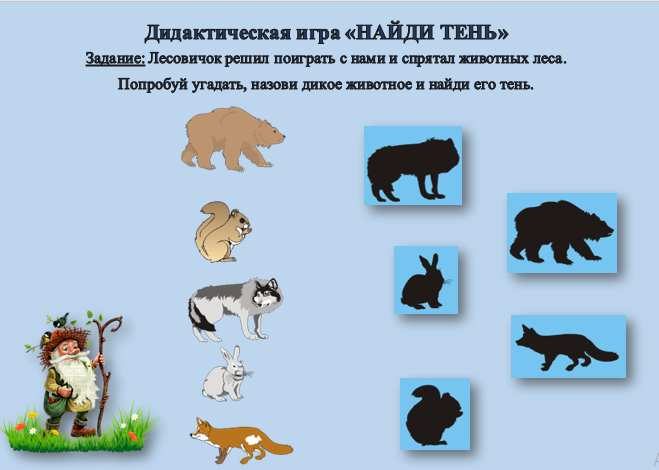 Дидактическая игра «НАЙДИ ТЕНЬ»
Задание: Лесовичок решил поиграть с нами и спрятал животных леса.
Попробуй угадать, назови дикое животное и найди его тень.